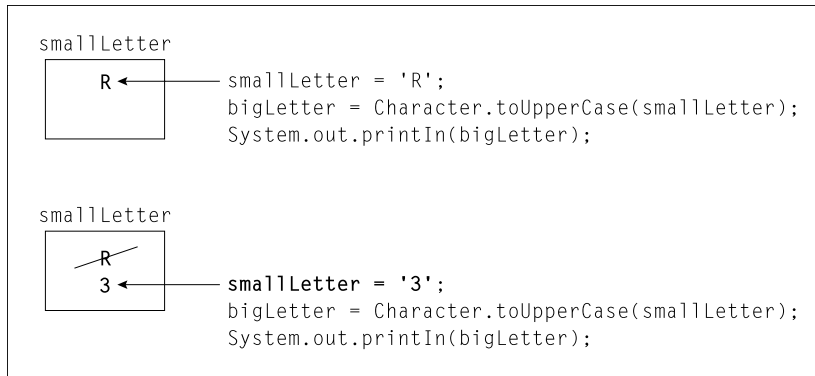 smallLetter
R
smallLetter = 'R';
bigLetter = Character.toUpperCase(smallLetter);
System.out.printIn(bigLetter);
smallLetter
R
3
smallLetter = '3';
bigLetter = Character.toUpperCase(smallLetter);
System.out.printIn(bigLetter);